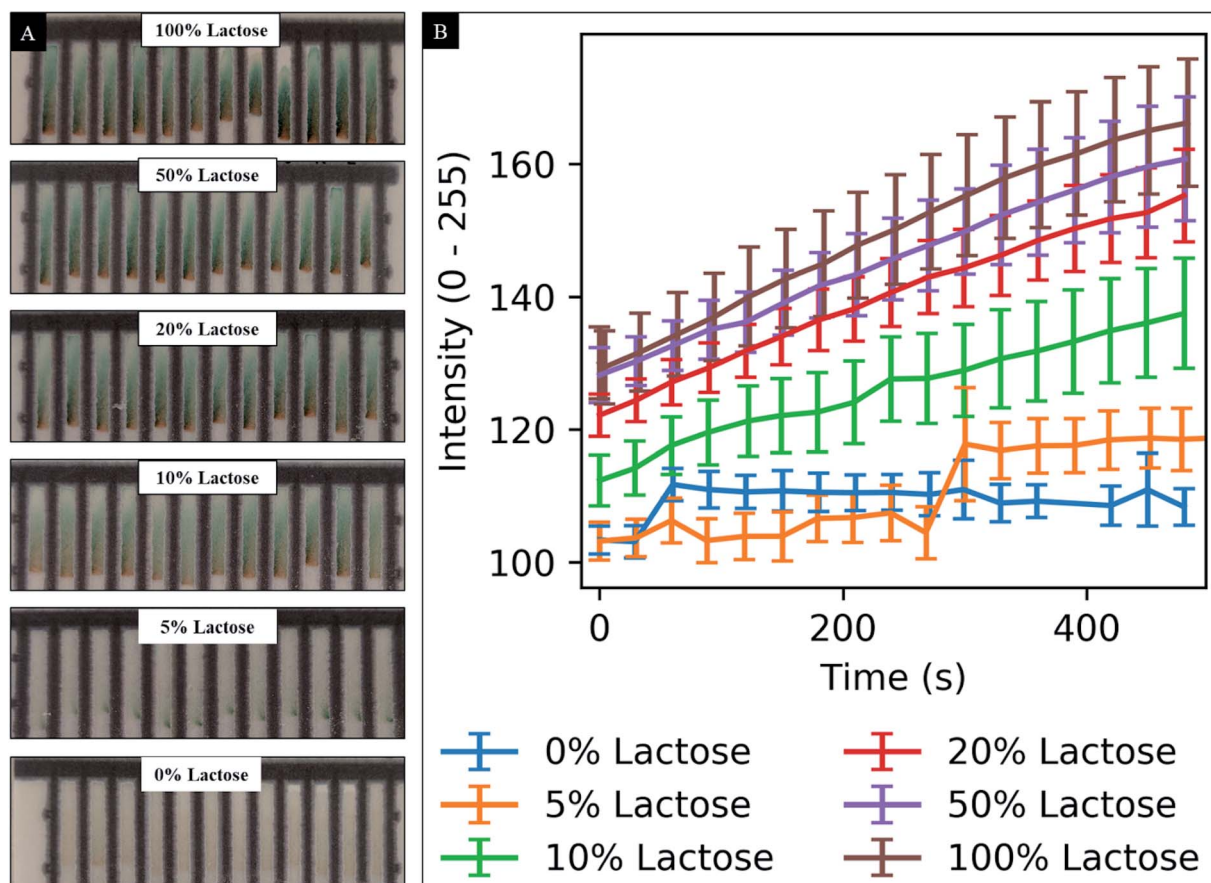 A
100% Lactose
50% Lactose
20% Lactose
10% Lactose
5% Lactose
0% Lactose
B
Intensity (0 - 255)
160
140
120
100
0
200
400
Time (s)
0% Lactose
20% Lactose
5% Lactose
50% Lactose
10% Lactose
100% Lactose